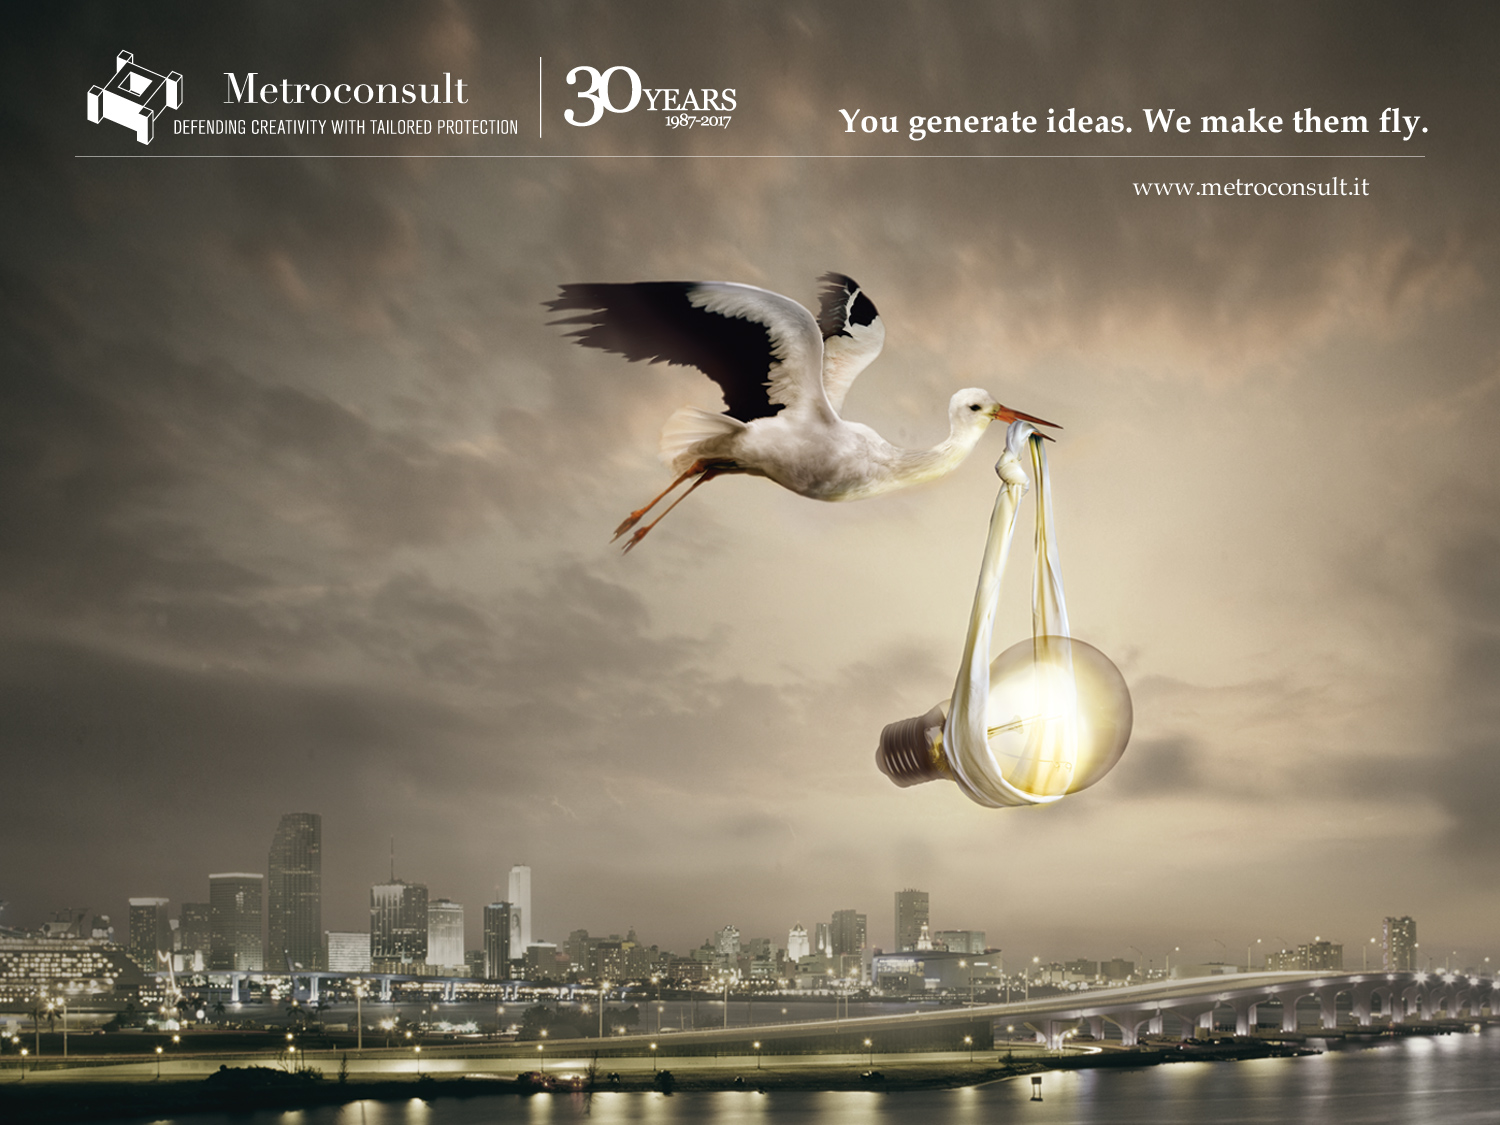 Metroconsult
DEFENDING CREATIVITY WITH TAILORED PROTECTION
30 YEARS
1987-2017
You generate ideas. We make them fly.
www.metroconsult.it